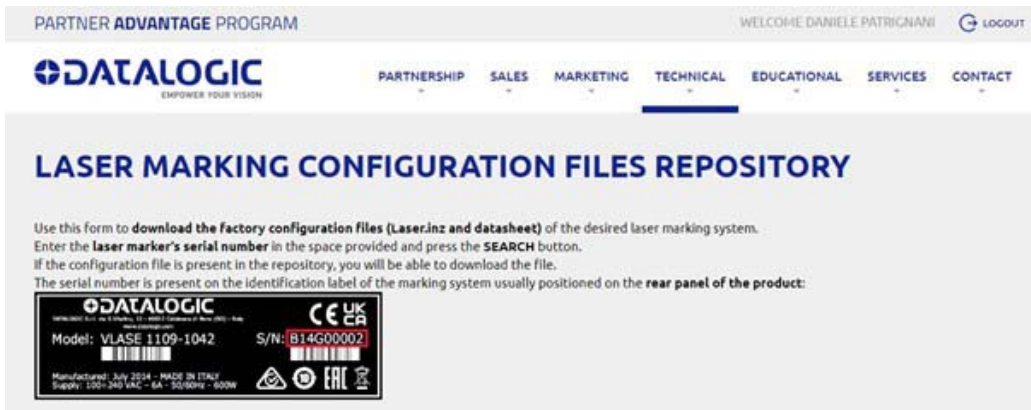 PARTNER ADVANTAGE PROGRAM
WELCOME DANIELE PATRIGNANI
LOGOUT
DATALOGIC
EMPOWER YOUR VISION
PARTNERSHIP
SALES
MARKETING
TECHNICAL
EDUCATIONAL
SERVICES
CONTACT
LASER MARKING CONFIGURATION FILES REPOSITORY
Use this form to download the factory configuration files (Laser.inz and datasheet) of the desired laser marking system.
Enter the laser marker's serial number in the space provided and press the SEARCH button.
If the configuration file is present in the repository, you will be able to download the file.
The serial number is present on the identification label of the marking system usually positioned on the rear panel of the product:
DATALOGIC
CE UK CA
Model: VLASE 1109-1042
S/N: B14G00002
Manufactured: July 2014 - MADE IN ITALY
Supply: 100÷240 VAC - 6A - 50/60Hz - 600W
10
EAC